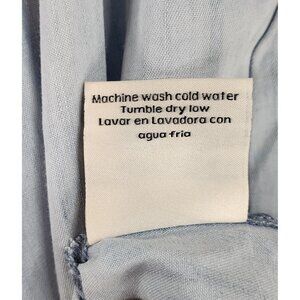 Machine wash cold water
Tumble dry low
Lavar en Lavadora con
agua fria